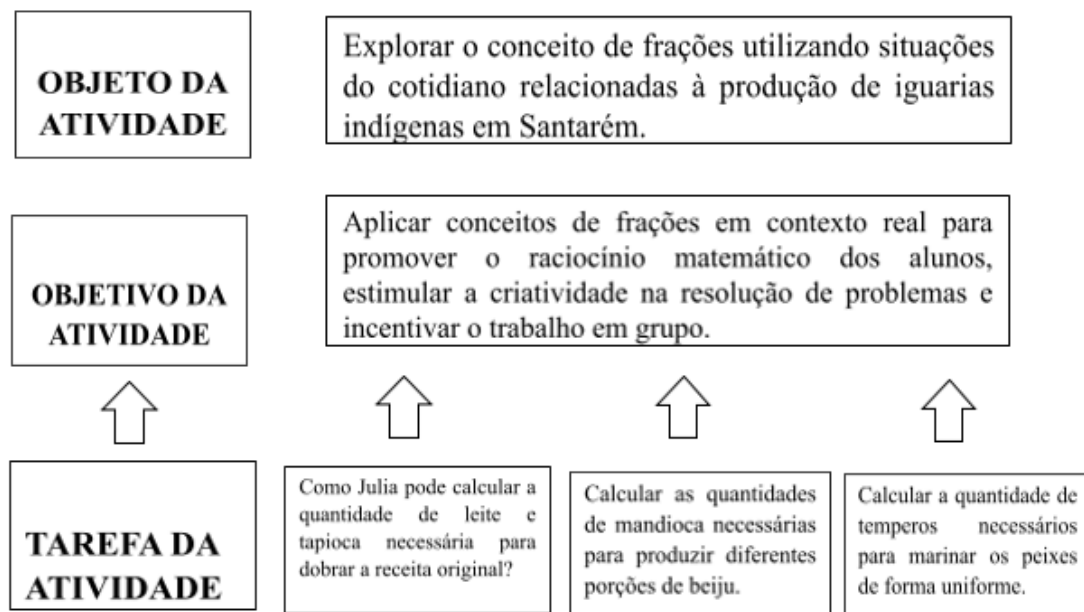 OBJETO DA
ATIVIDADE
Explorar o conceito de frações utilizando situações
do cotidiano relacionadas à produção de iguarias
indígenas em Santarém.
OBJETIVO DA
ATIVIDADE
Aplicar conceitos de frações em contexto real para
promover o raciocínio matemático dos alunos,
estimular a criatividade na resolução de problemas e
incentivar o trabalho em grupo.
TAREFA DA
ATIVIDADE
Como Julia pode calcular a
quantidade de leite e
tapioca necessária para
dobrar a receita original?
Calcular as quantidades
de mandioca necessárias
para produzir diferentes
porções de beiju.
Calcular a quantidade de
temperos necessários
para marinar os peixes
de forma uniforme.